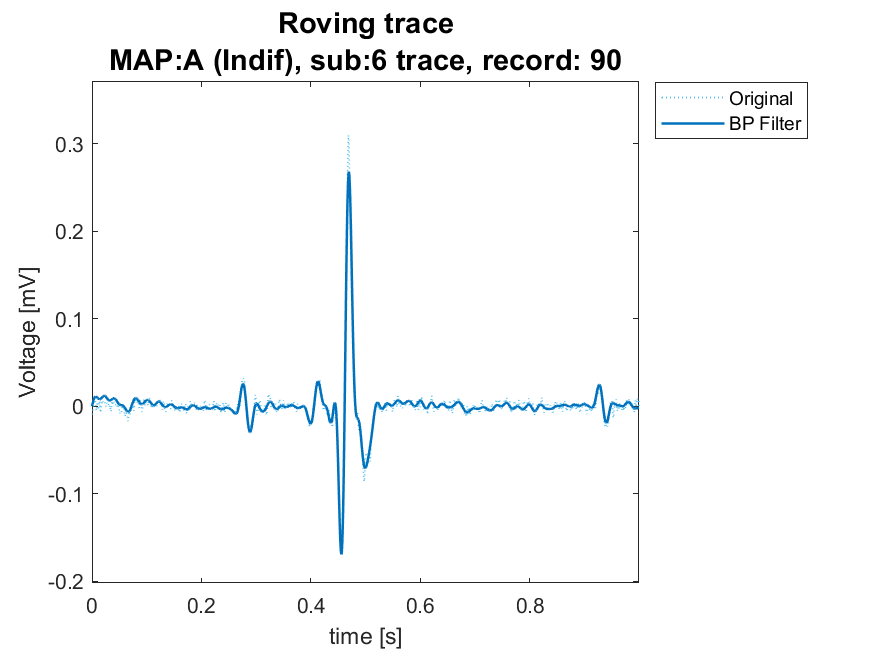 Roving trace
MAP:A (Indif), sub:6 trace, record: 90
Original
BP Filter
0.3
0.2
0.1
0
-0.1
-0.2
Voltage [mV]
0
0.2
0.4
0.6
0.8
time [s]